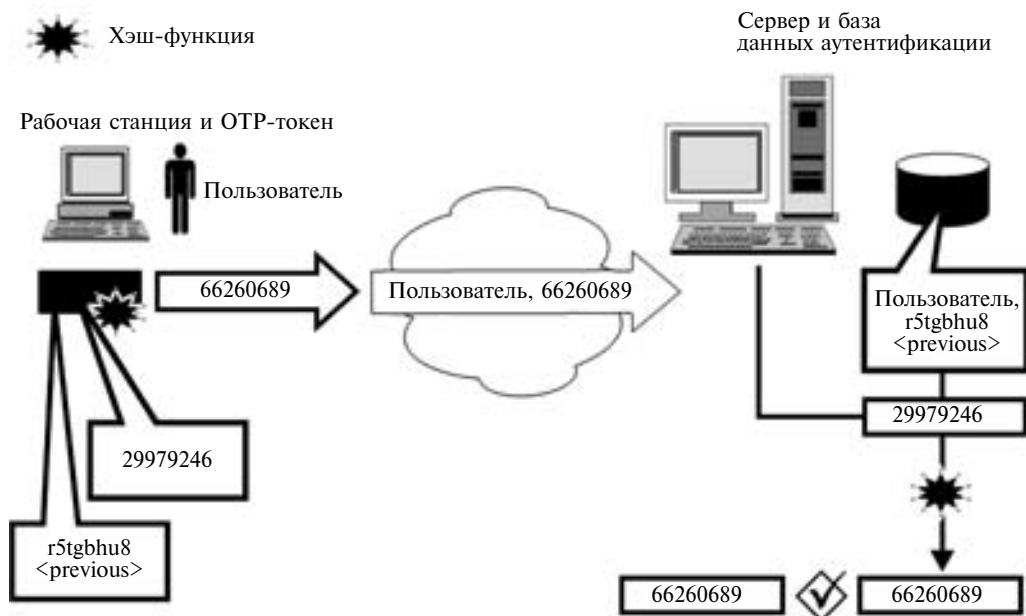 Хэш-функция
Сервер и база
данных аутентификации
Рабочая станция и OTP-токен
Пользователь
66260689
Пользователь, 66260689
Пользователь,
r5tgbhu8
<previous>
29979246
29979246
r5tgbhu8
<previous>
66260689
66260689